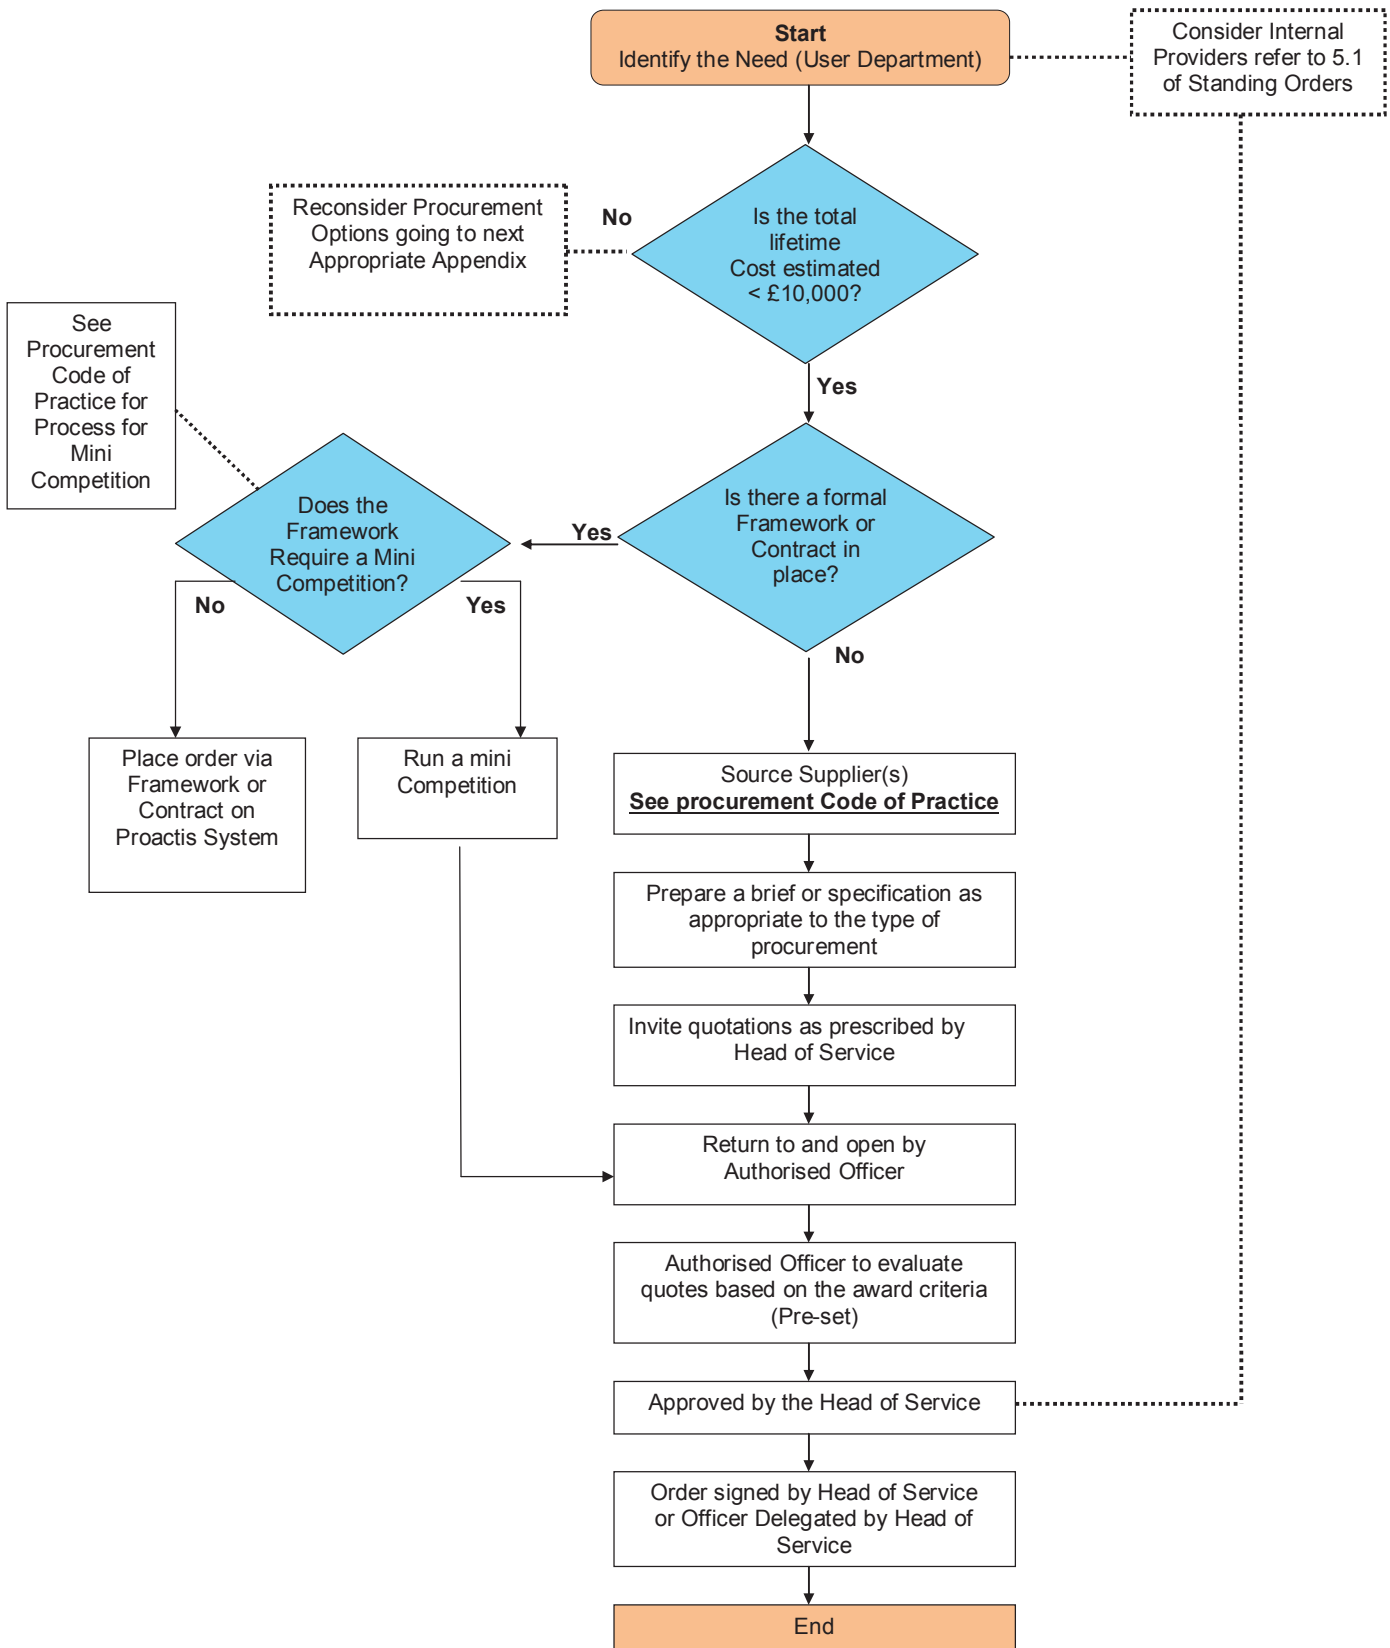 Start
Identify the Need (User Department)
Consider Internal
Providers refer to 5.1
of Standing Orders
Is the total
lifetime
Cost estimated
< £10,000?
No
Reconsider Procurement
Options going to next
Appropriate Appendix
Yes
See
Procurement
Code of
Practice for
Process for
Mini
Competition
Is there a formal
Framework or
Contract in
place?
Yes
Does the
Framework
Require a Mini
Competition?
No
Yes
No
Place order via
Framework or
Contract on
Proactis System
Run a mini
Competition
Source Supplier(s)
See procurement Code of Practice
Prepare a brief or specification as
appropriate to the type of
procurement
Invite quotations as prescribed by
Head of Service
Return to and open by
Authorised Officer
Authorised Officer to evaluate
quotes based on the award criteria
(Pre-set)
Approved by the Head of Service
Order signed by Head of Service
or Officer Delegated by Head of
Service
End